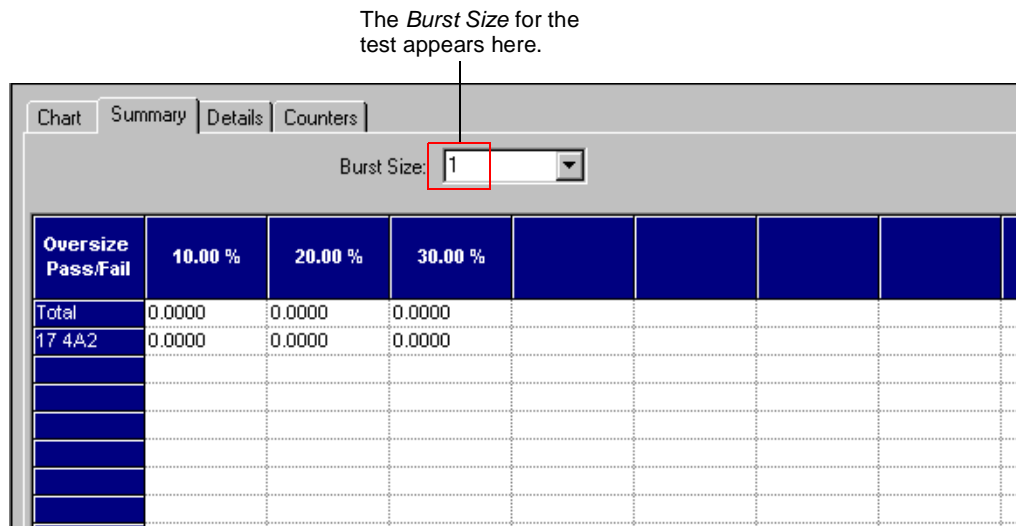 The Burst Size for the
test appears here.
Chart Summary Details Counters
Burst Size: 1
Oversize Pass/Fail 10.00 % 20.00 % 30.00 %
Total 0.0000 0.0000 0.0000
17 4A2 0.0000 0.0000 0.0000